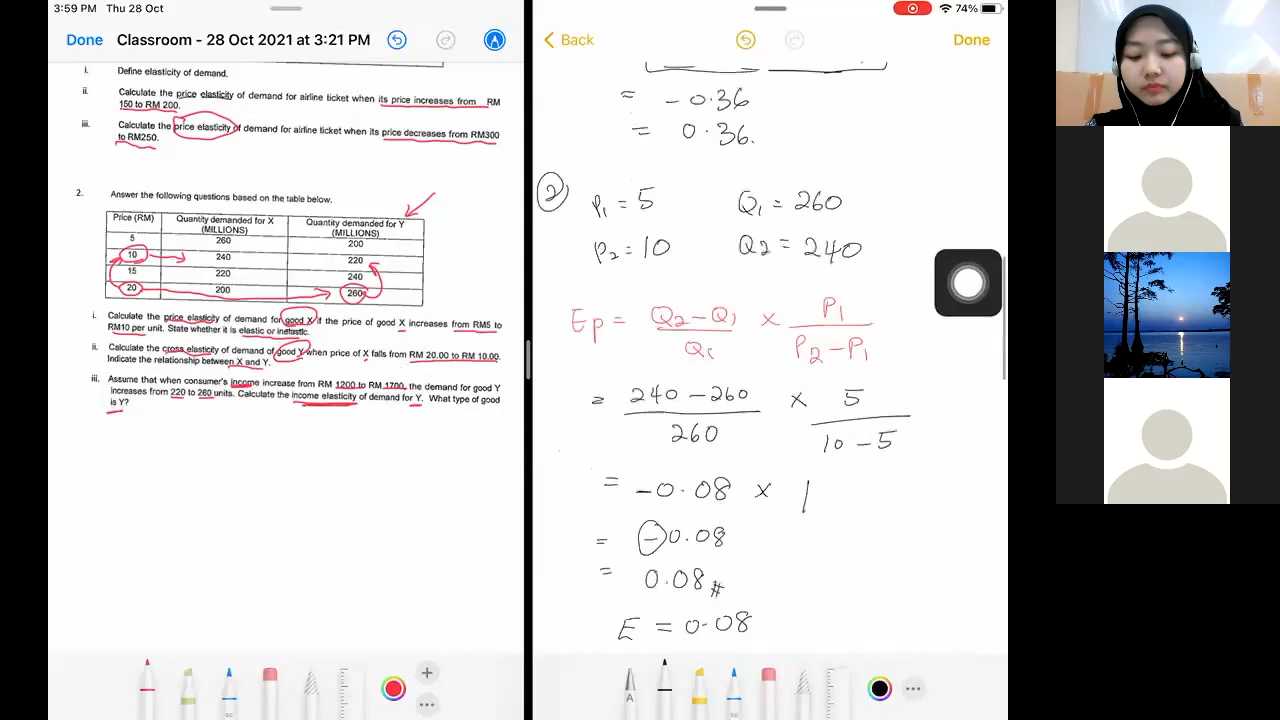 3:59 PM Thu 28 Oct
74%
Done Classroom - 28 Oct 2021 at 3:21 PM
i. Define elasticity of demand.
ii. Calculate the price elasticity of demand for airline ticket when its price increases from RM
150 to RM 200.
iii. Calculate the price elasticity of demand for airline ticket when its price decreases from RM300
to RM250.
2. Answer the following questions based on the table below.
Price (RM) Quantity demanded for X (MILLIONS) Quantity demanded for Y (MILLIONS)
5 260 200
10 240 220
15 220 240
20 200 260
i. Calculate the price elasticity of demand for good X if the price of good X increases from RM5 to
RM10 per unit. State whether it is elastic or inelastic.
ii. Calculate the cross elasticity of demand of good Y when price of X falls from RM 20.00 to RM 10.00.
Indicate the relationship between X and Y.
iii. Assume that when consumer's income increase from RM 1200 to RM 1700, the demand for good Y
increases from 220 to 260 units. Calculate the income elasticity of demand for Y. What type of good
is Y?
Back Done
= -0.36
= 0.36.
2 P1 = 5 Q1 = 260
P2 = 10 Q2 = 240
Ep = Q2 - Q1 / Q1 × P1 / P2 - P1
= 240 - 260 / 260 × 5 / 10 - 5
= -0.08 × 1
= -0.08
= 0.08 #
E = 0.08
A